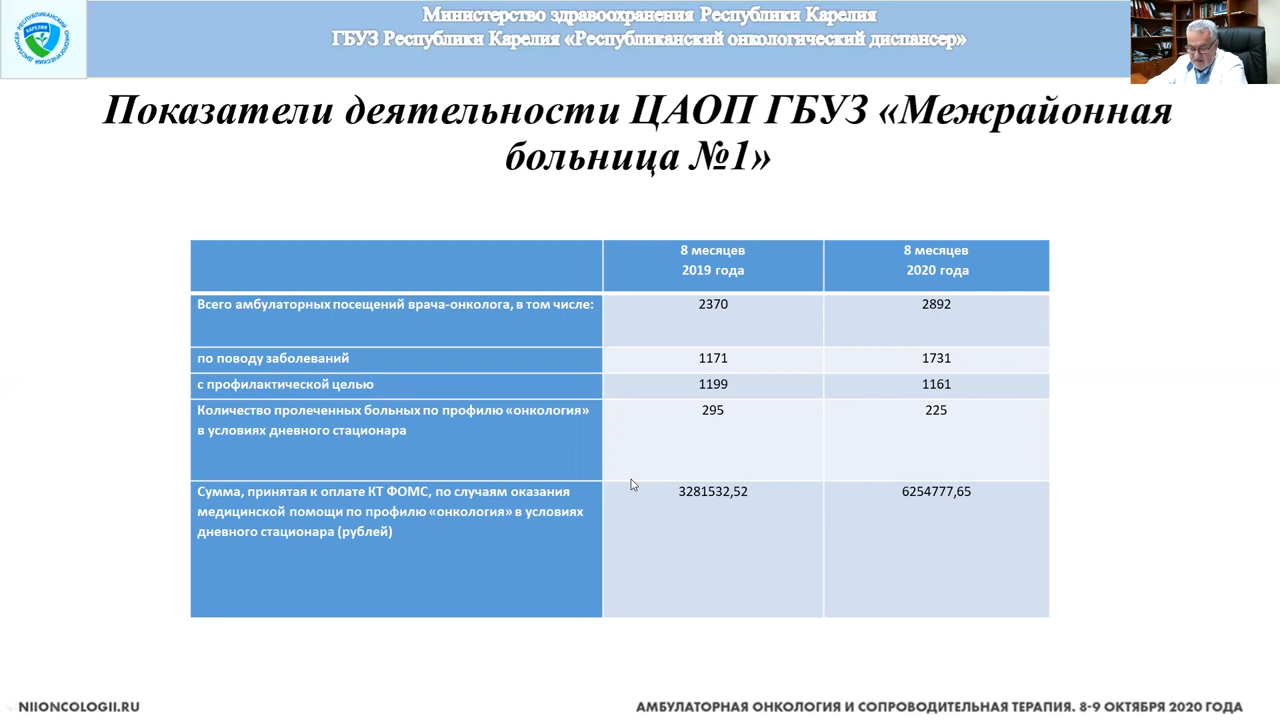 Министерство здравоохранения Республики Карелия
ГБУЗ Республики Карелия «Республиканский онкологический диспансер»
РЕСПУБЛИКАНСКИЙ ОНКОЛОГИЧЕСКИЙ ДИСПАНСЕР
КАРЕЛИЯ
Показатели деятельности ЦАОП ГБУЗ «Межрайонная
больница №1»
8 месяцев
2019 года
8 месяцев
2020 года
Всего амбулаторных посещений врача-онколога, в том числе:
2370
2892
по поводу заболеваний
1171
1731
с профилактической целью
1199
1161
Количество пролеченных больных по профилю «онкология»
в условиях дневного стационара
295
225
Сумма, принятая к оплате КТ ФОМС, по случаям оказания
медицинской помощи по профилю «онкология» в условиях
дневного стационара (рублей)
3281532,52
6254777,65
NIIONCOLOGII.RU
АМБУЛАТОРНАЯ ОНКОЛОГИЯ И СОПРОВОДИТЕЛЬНАЯ ТЕРАПИЯ. 8-9 ОКТЯБРЯ 2020 ГОДА